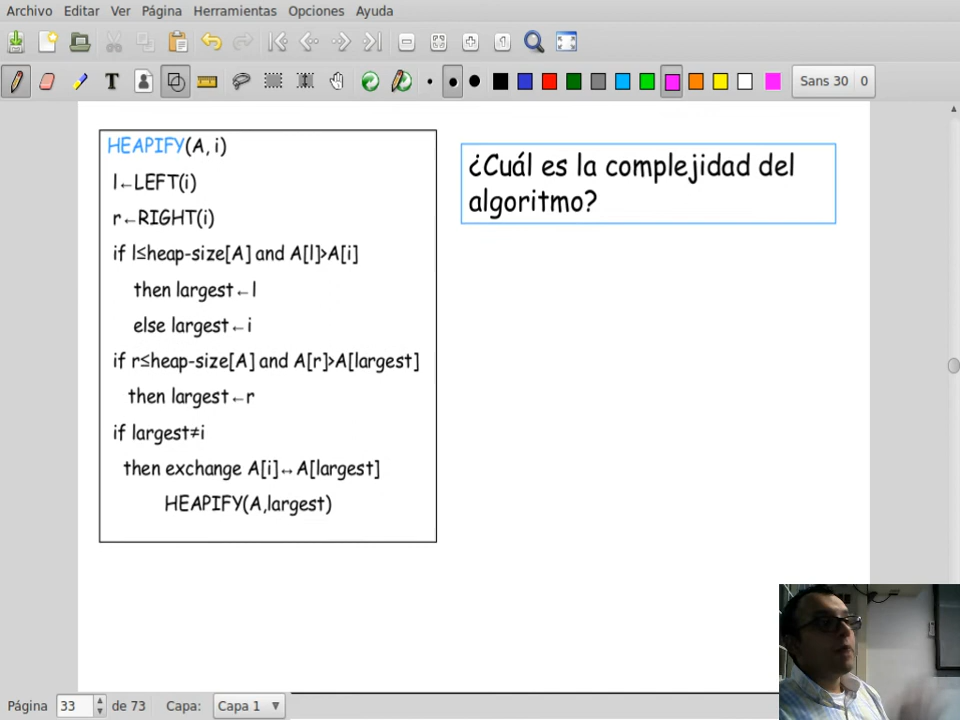 Archivo Editar Ver Página Herramientas Opciones Ayuda
T
Sans 30 0
HEAPIFY(A, i)
l←LEFT(i)
r←RIGHT(i)
if l≤heap-size[A] and A[l]>A[i]
then largest←l
else largest←i
if r≤heap-size[A] and A[r]>A[largest]
then largest←r
if largest≠i
then exchange A[i]↔A[largest]
HEAPIFY(A,largest)
¿Cuál es la complejidad del
algoritmo?
Página 33 de 73 Capa: Capa 1